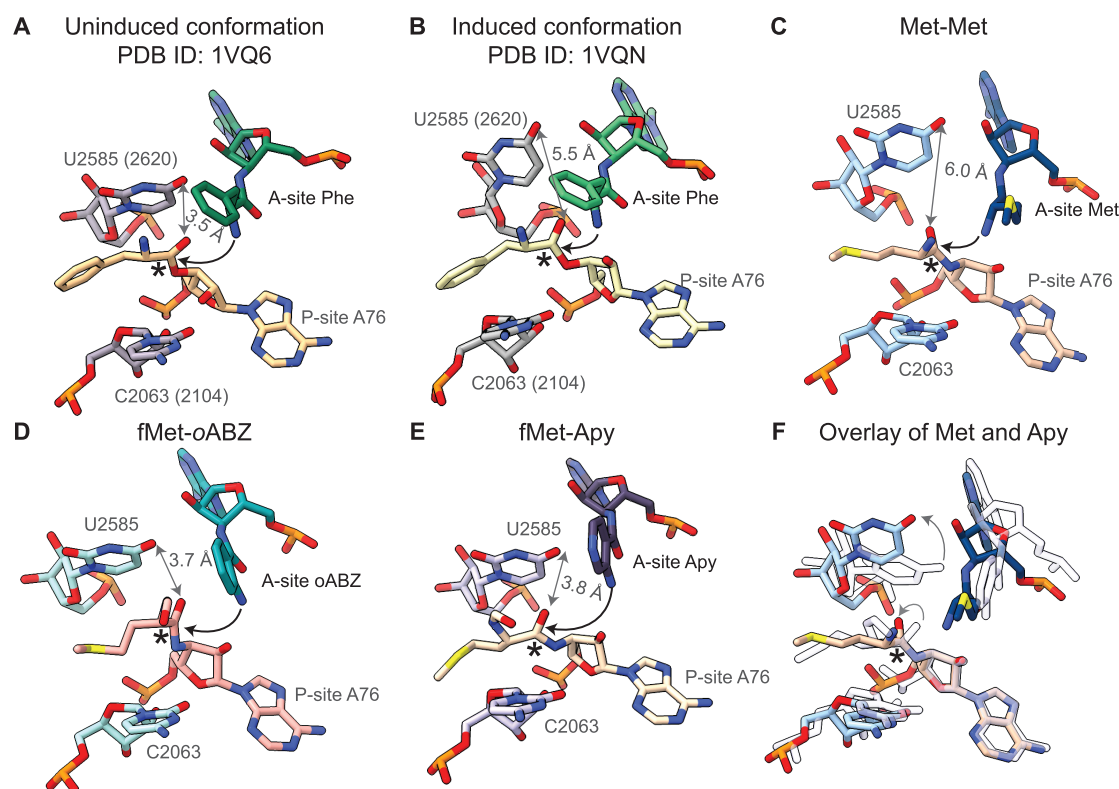 A
Uninduced conformation
PDB ID: 1VQ6
U2585 (2620)
A-site Phe
3.5 Å
*
P-site A76
C2063 (2104)
B
Induced conformation
PDB ID: 1VQN
U2585 (2620)
5.5 Å
A-site Phe
*
P-site A76
C2063 (2104)
C
Met-Met
U2585
6.0 Å
A-site Met
*
P-site A76
C2063
D
fMet-oABZ
U2585
3.7 Å
A-site oABZ
*
P-site A76
C2063
E
fMet-Apy
U2585
3.8 Å
A-site Apy
*
P-site A76
C2063
F
Overlay of Met and Apy
*